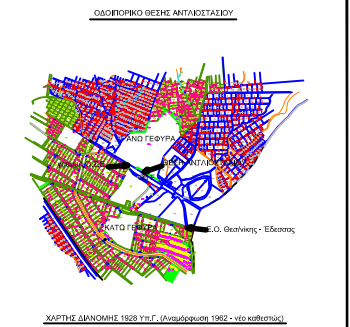 ΟΔΟΙΠΟΡΙΚΟ ΘΕΣΗΣ ΑΝΤΛΙΟΣΤΑΣΙΟΥ
ΑΝΩ ΓΕΦΥΡΑ
ΘΕΣΗ ΑΝΤΛΙΟΣΤΑΣΙΟΥ
ΚΑΤΩ ΓΕΦΥΡΑ
Ε.Ο. Θεσ/νίκης - Έδεσσας
ΧΑΡΤΗΣ ΔΙΑΝΟΜΗΣ 1928 Υπ.Γ. (Αναμόρφωση 1962 - νέο καθεστώς)